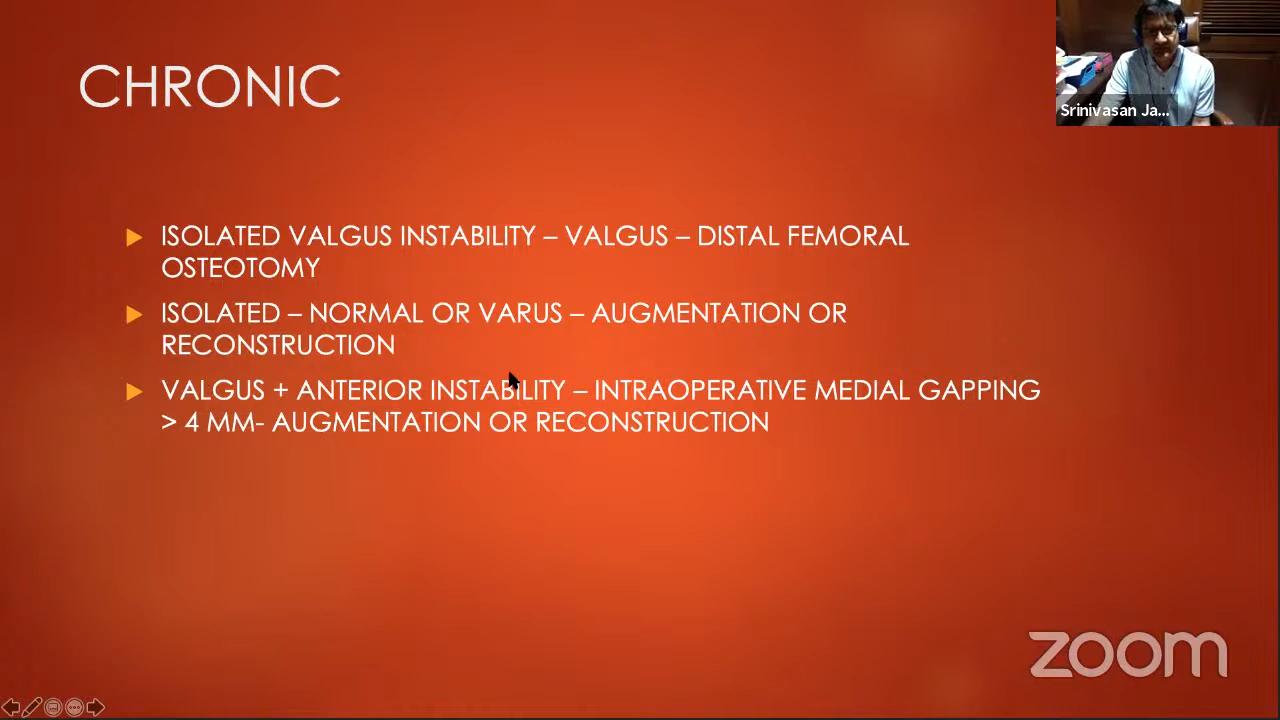 CHRONIC
Srinivasan Ja...
ISOLATED VALGUS INSTABILITY – VALGUS – DISTAL FEMORAL
OSTEOTOMY
ISOLATED – NORMAL OR VARUS – AUGMENTATION OR
RECONSTRUCTION
VALGUS + ANTERIOR INSTABILITY – INTRAOPERATIVE MEDIAL GAPPING
> 4 MM- AUGMENTATION OR RECONSTRUCTION
zoom